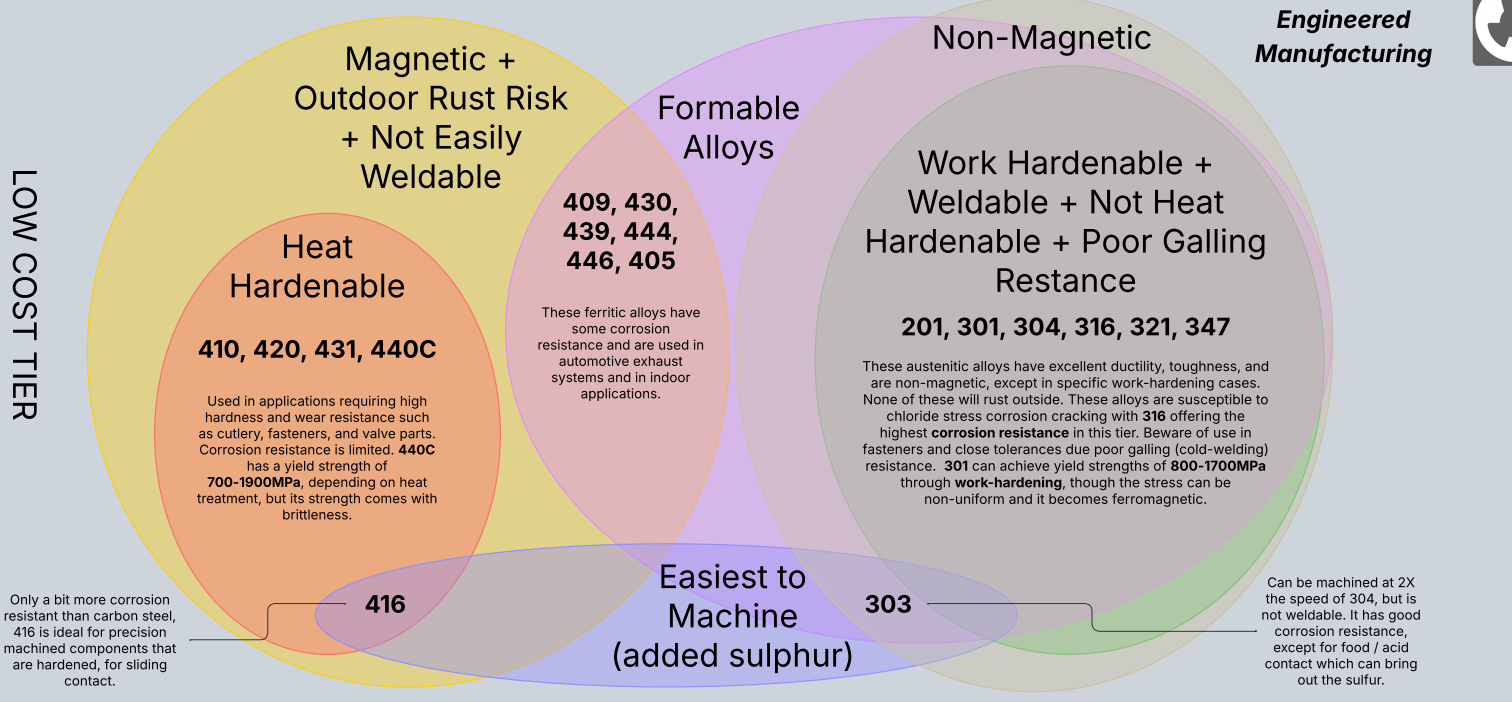 Engineered
Manufacturing
LOW COST TIER
Magnetic +
Outdoor Rust Risk
+ Not Easily
Weldable
Heat
Hardenable
410, 420, 431, 440C
Used in applications requiring high
hardness and wear resistance such
as cutlery, fasteners, and valve parts.
Corrosion resistance is limited. 440C
has a yield strength of
700-1900MPa, depending on heat
treatment, but its strength comes with
brittleness.
Formable
Alloys
409, 430,
439, 444,
446, 405
These ferritic alloys have
some corrosion
resistance and are used in
automotive exhaust
systems and in indoor
applications.
Non-Magnetic
Work Hardenable +
Weldable + Not Heat
Hardenable + Poor Galling
Restance
201, 301, 304, 316, 321, 347
These austenitic alloys have excellent ductility, toughness, and
are non-magnetic, except in specific work-hardening cases.
None of these will rust outside. These alloys are susceptible to
chloride stress corrosion cracking with 316 offering the
highest corrosion resistance in this tier. Beware of use in
fasteners and close tolerances due poor galling (cold-welding)
resistance. 301 can achieve yield strengths of 800-1700MPa
through work-hardening, though the stress can be
non-uniform and it becomes ferromagnetic.
Easiest to
Machine
(added sulphur)
416
303
Only a bit more corrosion
resistant than carbon steel,
416 is ideal for precision
machined components that
are hardened, for sliding
contact.
Can be machined at 2X
the speed of 304, but is
not weldable. It has good
corrosion resistance,
except for food / acid
contact which can bring
out the sulfur.